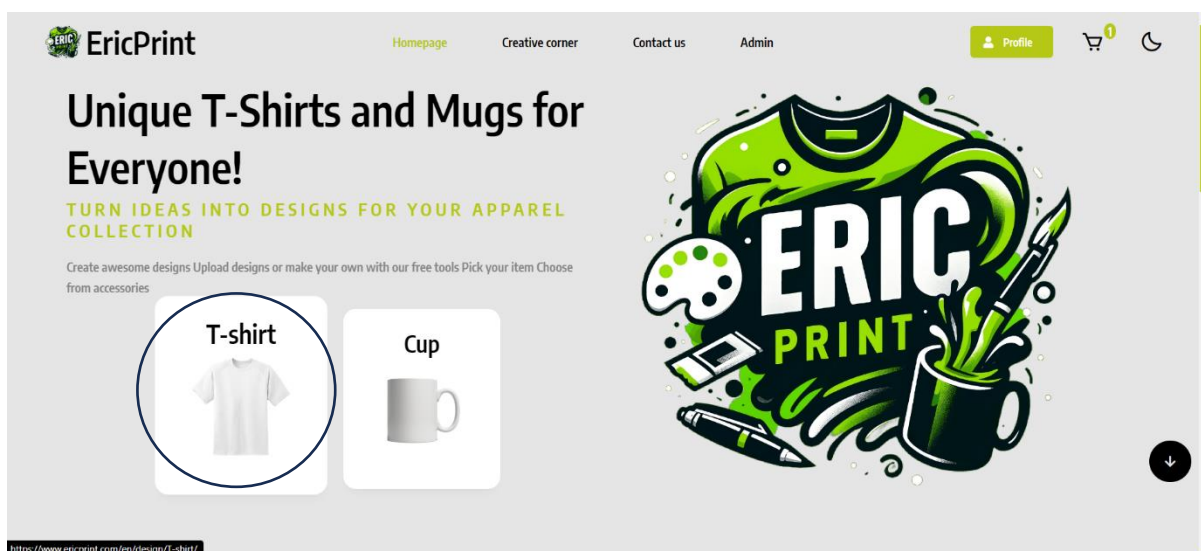 EricPrint
Homepage
Creative corner
Contact us
Admin
Profile
1
Unique T-Shirts and Mugs for
Everyone!
TURN IDEAS INTO DESIGNS FOR YOUR APPAREL
COLLECTION
Create awesome designs Upload designs or make your own with our free tools Pick your item Choose
from accessories
T-shirt
Cup
ERIC
PRINT
https://www.ericprint.com/en/design/T-shirt/